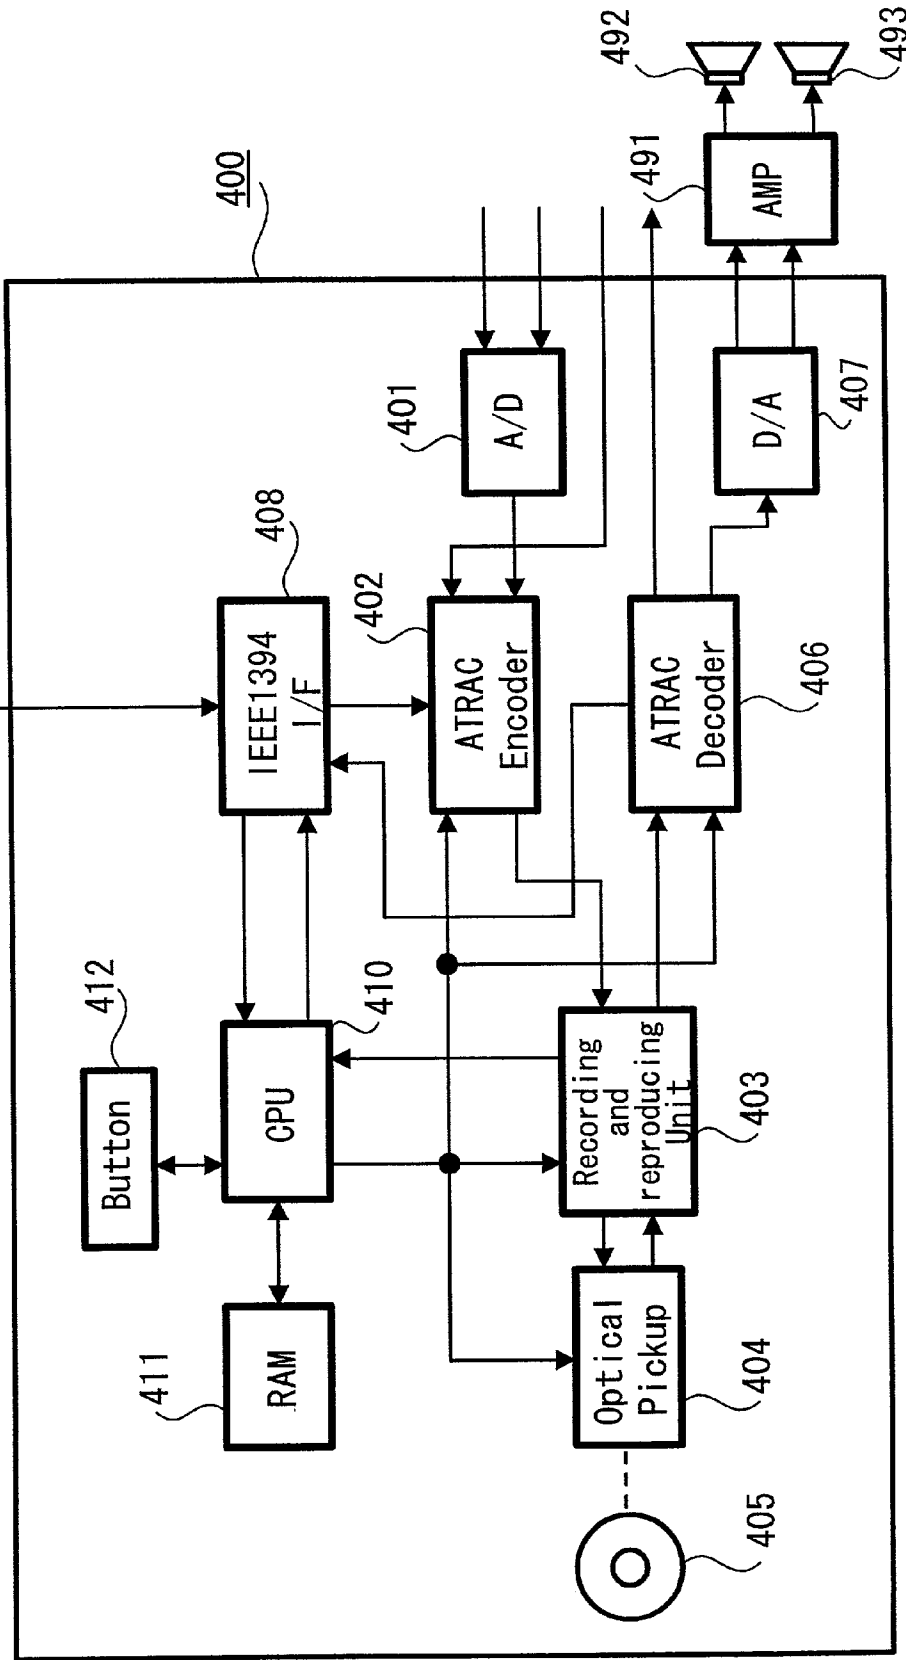 400
412
Button
411
RAM
CPU
410
IEEE1394
I/F
408
402
ATRAC
Encoder
401
A/D
491
AMP
492
493
405
Optical
Pickup
404
Recording
and
reproducing
Unit
403
ATRAC
Decoder
406
D/A
407